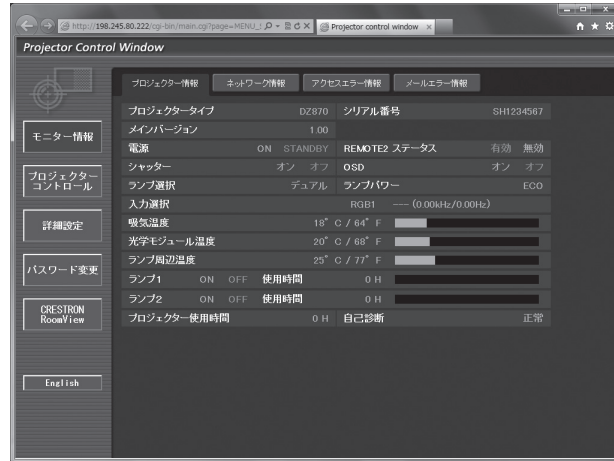 http://198.245.80.222/cgi-bin/main.cgi?page=MENU_1
Projector control window
Projector Control Window
プロジェクター情報 ネットワーク情報 アクセスエラー情報 メールエラー情報
モニター情報
プロジェクター
コントロール
詳細設定
パスワード変更
CRESTRON
RoomView
English
プロジェクタータイプ DZ870 シリアル番号 SH1234567
メインバージョン 1.00
電源 ON STANDBY REMOTE2 ステータス 有効 無効
シャッター オン オフ OSD オン オフ
ランプ選択 デュアル ランプパワー ECO
入力選択 RGB1 --- (0.00kHz/0.00Hz)
吸気温度 18° C / 64° F
光学モジュール温度 20° C / 68° F
ランプ周辺温度 25° C / 77° F
ランプ1 ON OFF 使用時間 0 H
ランプ2 ON OFF 使用時間 0 H
プロジェクター使用時間 0 H 自己診断 正常